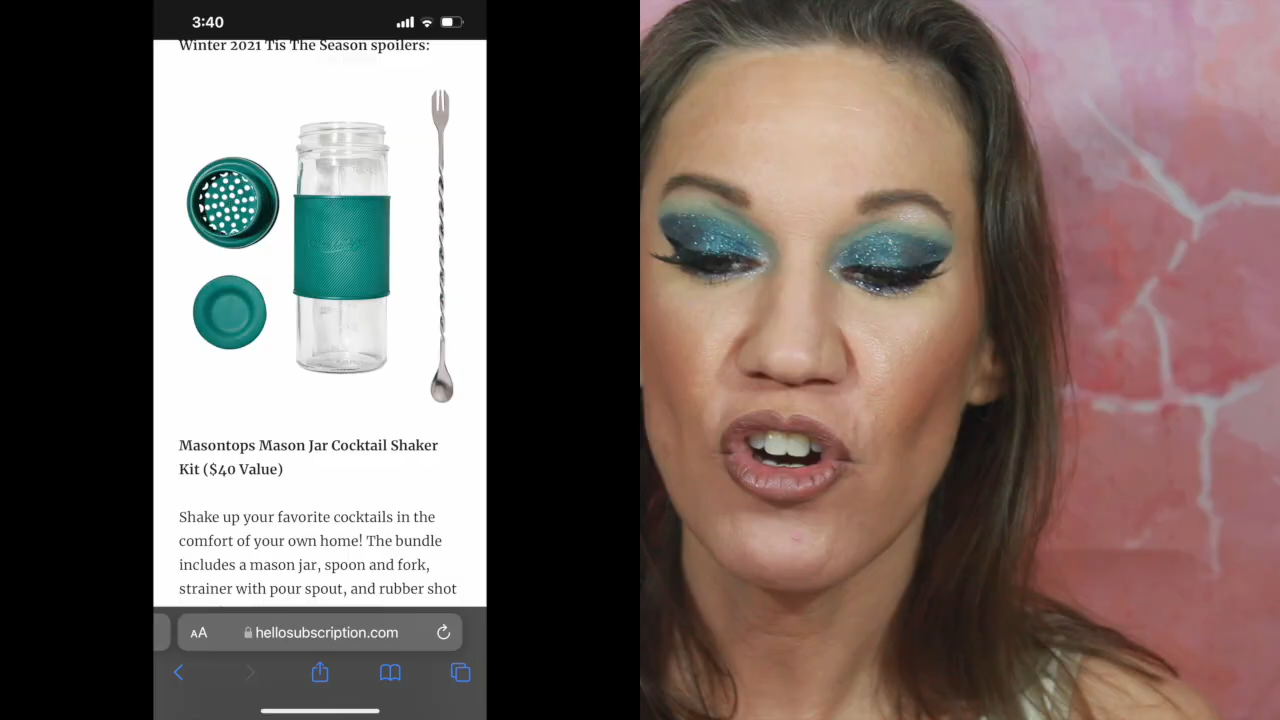 3:40
Winter 2021 Tis The Season spoilers:
Masontops Mason Jar Cocktail Shaker
Kit ($40 Value)
Shake up your favorite cocktails in the
comfort of your own home! The bundle
includes a mason jar, spoon and fork,
strainer with pour spout, and rubber shot
AA
hellosubscription.com